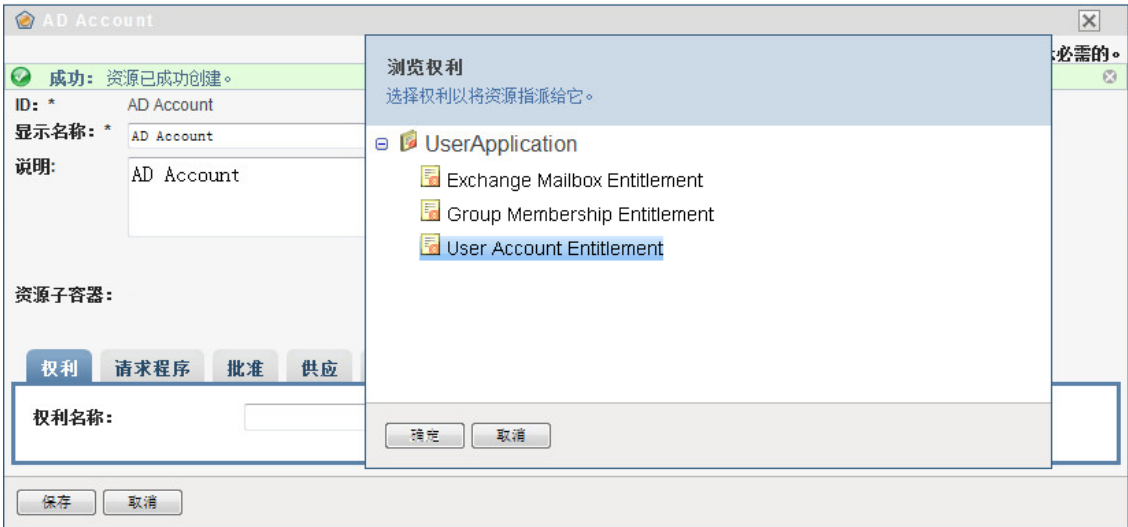 AD Account
必需的。
成功： 资源已成功创建。
ID： * AD Account
显示名称： * AD Account
说明: AD Account
资源子容器：
权利 请求程序 批准 供应
权利名称：
保存 取消
浏览权利
选择权利以将资源指派给它。
UserApplication
Exchange Mailbox Entitlement
Group Membership Entitlement
User Account Entitlement
确定 取消